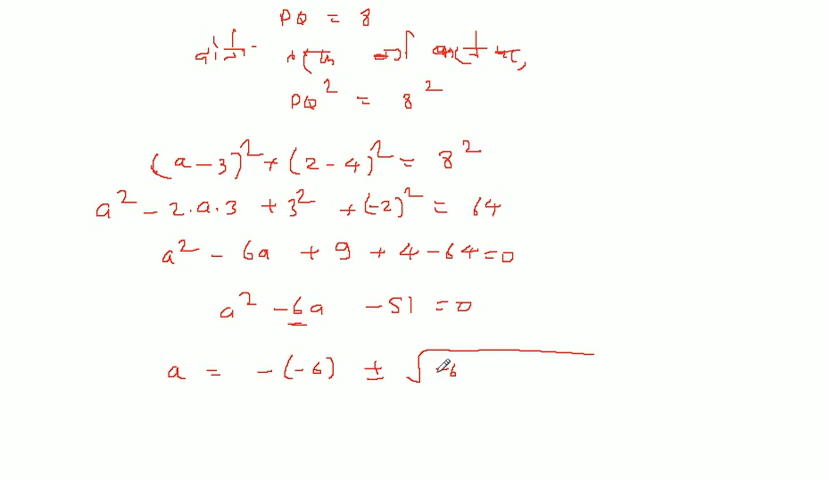 PQ = 8
PQ² = 8²
(a-3)²+(2-4)²= 8²
a² - 2.a.3 + 3² + (-2)² = 64
a² - 6a + 9 + 4 - 64 = 0
a² - 6a - 51 = 0
a = -(-6) ± √